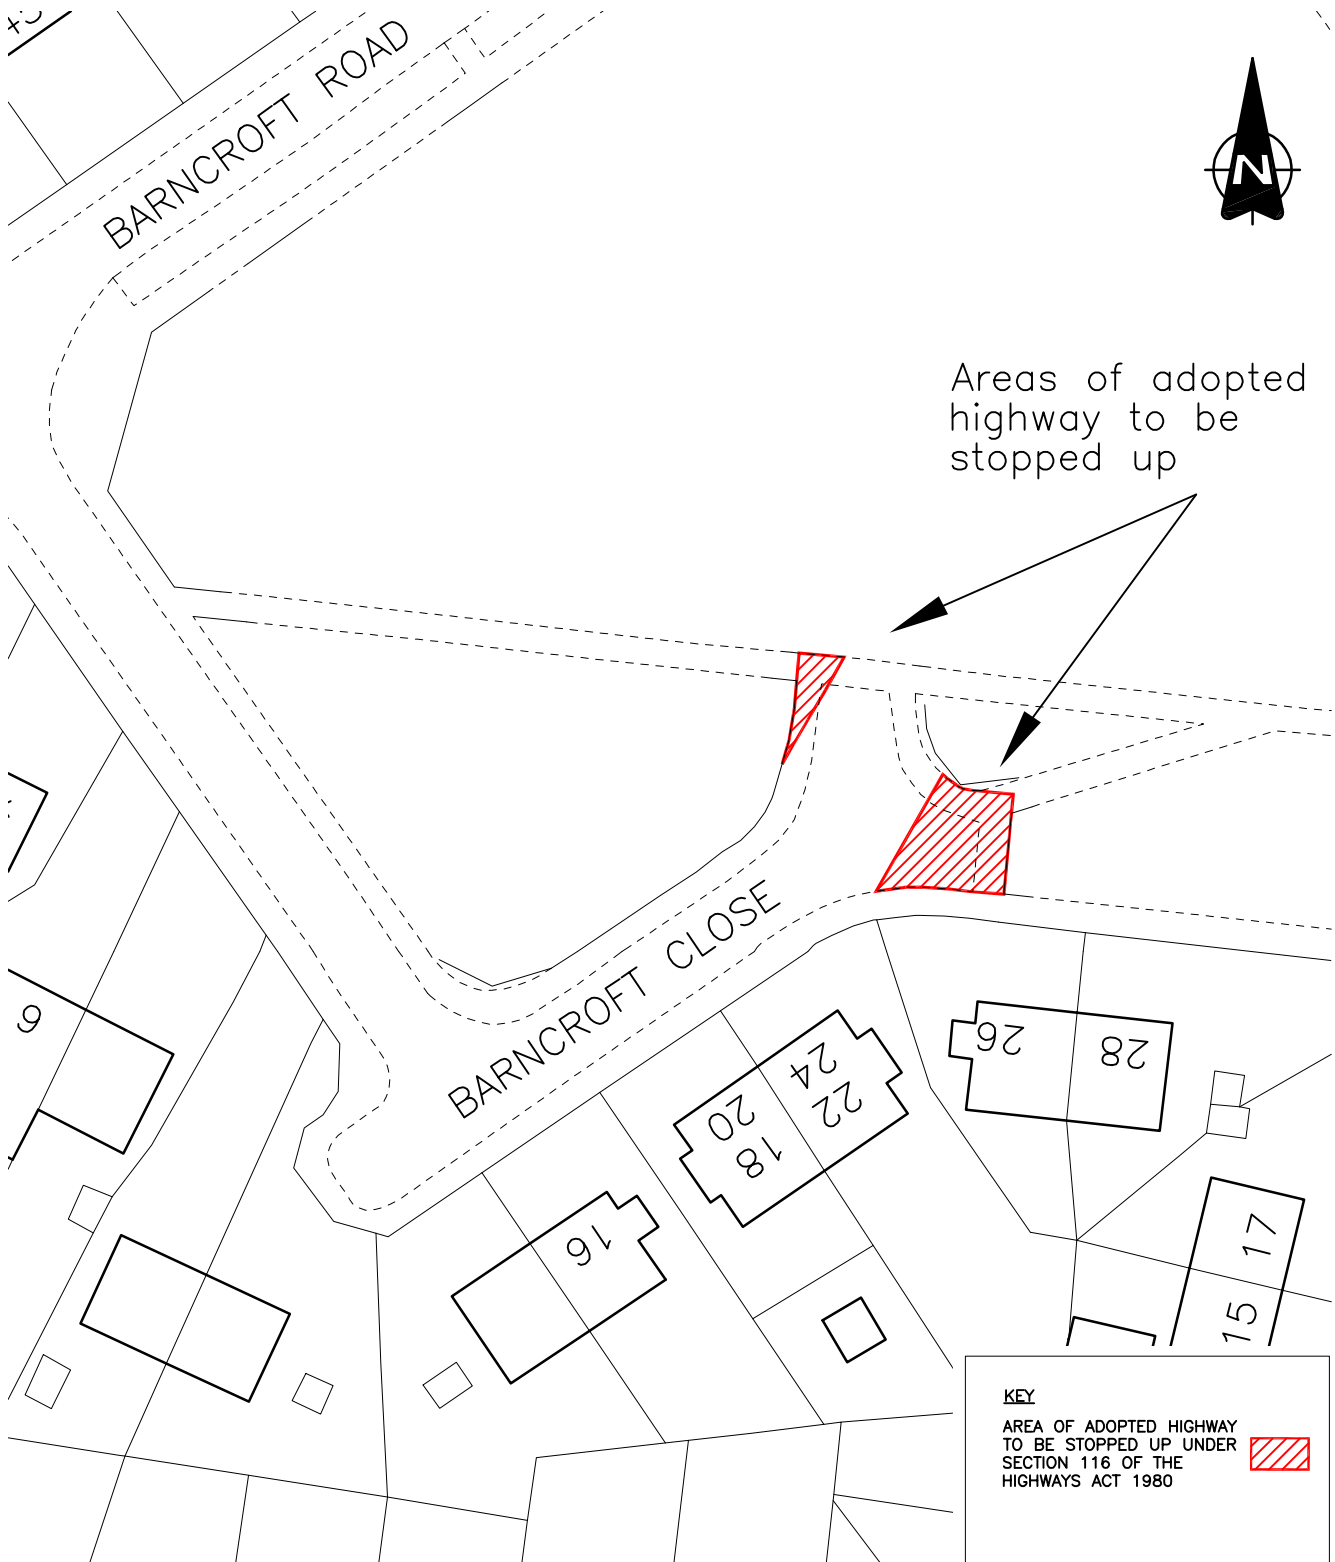 BARNCROFT ROAD
N
Areas of adopted
highway to be
stopped up
BARNCROFT CLOSE
9
26
28
24
22
20
18
16
17
15
KEY
AREA OF ADOPTED HIGHWAY
TO BE STOPPED UP UNDER
SECTION 116 OF THE
HIGHWAYS ACT 1980